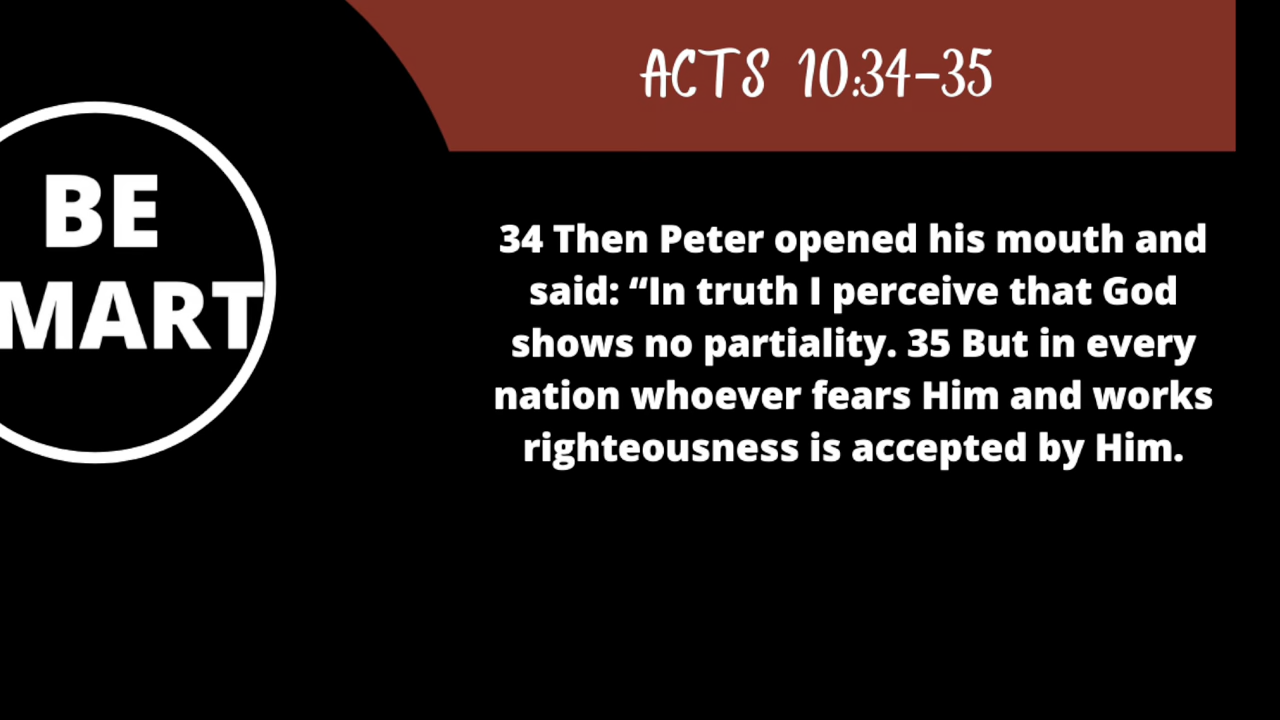 ACTS 10:34-35
BE
MART
34 Then Peter opened his mouth and
said: “In truth I perceive that God
shows no partiality. 35 But in every
nation whoever fears Him and works
righteousness is accepted by Him.